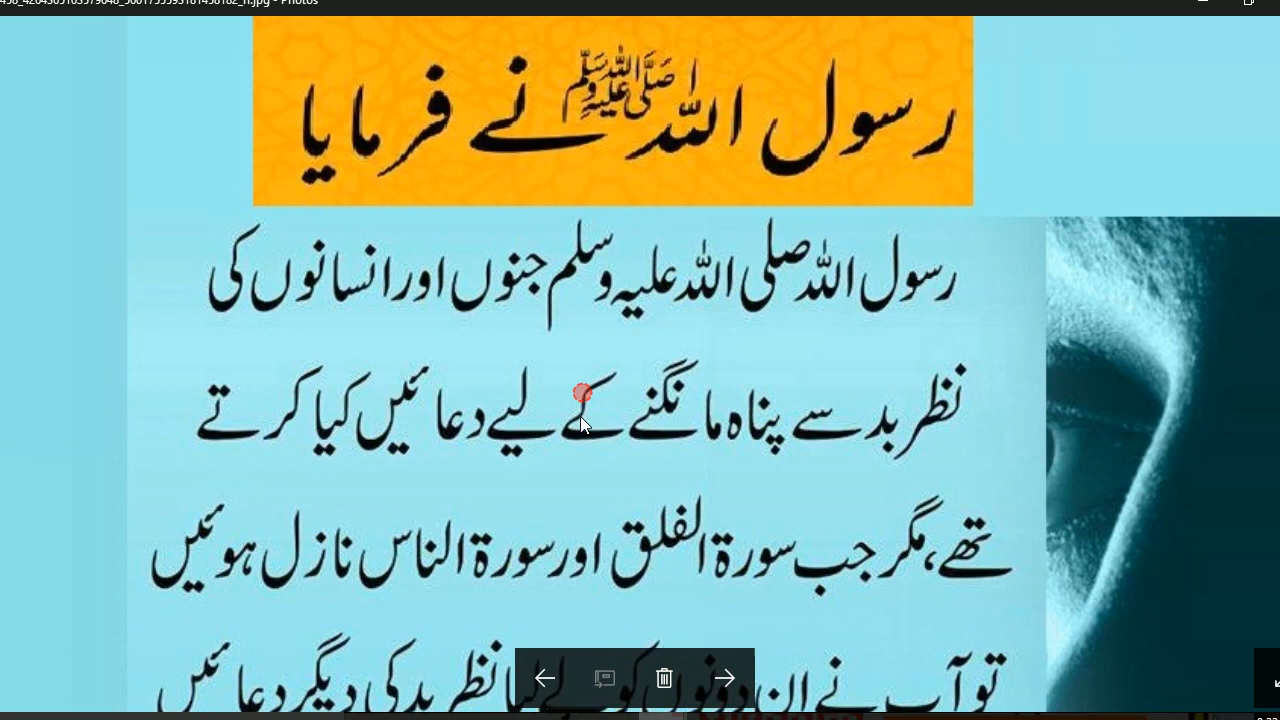 .jpg - Photos
رسول اللہ ﷺ نے فرمایا
رسول اللہ صلی اللہ علیہ وسلم جنوں اور انسانوں کی
نظر بد سے پناہ مانگنے کے لیے دعائیں کیا کرتے
تھے، مگر جب سورۃ الفلق اور سورۃ الناس نازل ہوئیں
تو آپ نے ان دونوں کو لے لیا نظر بد کی دیگر دعائیں